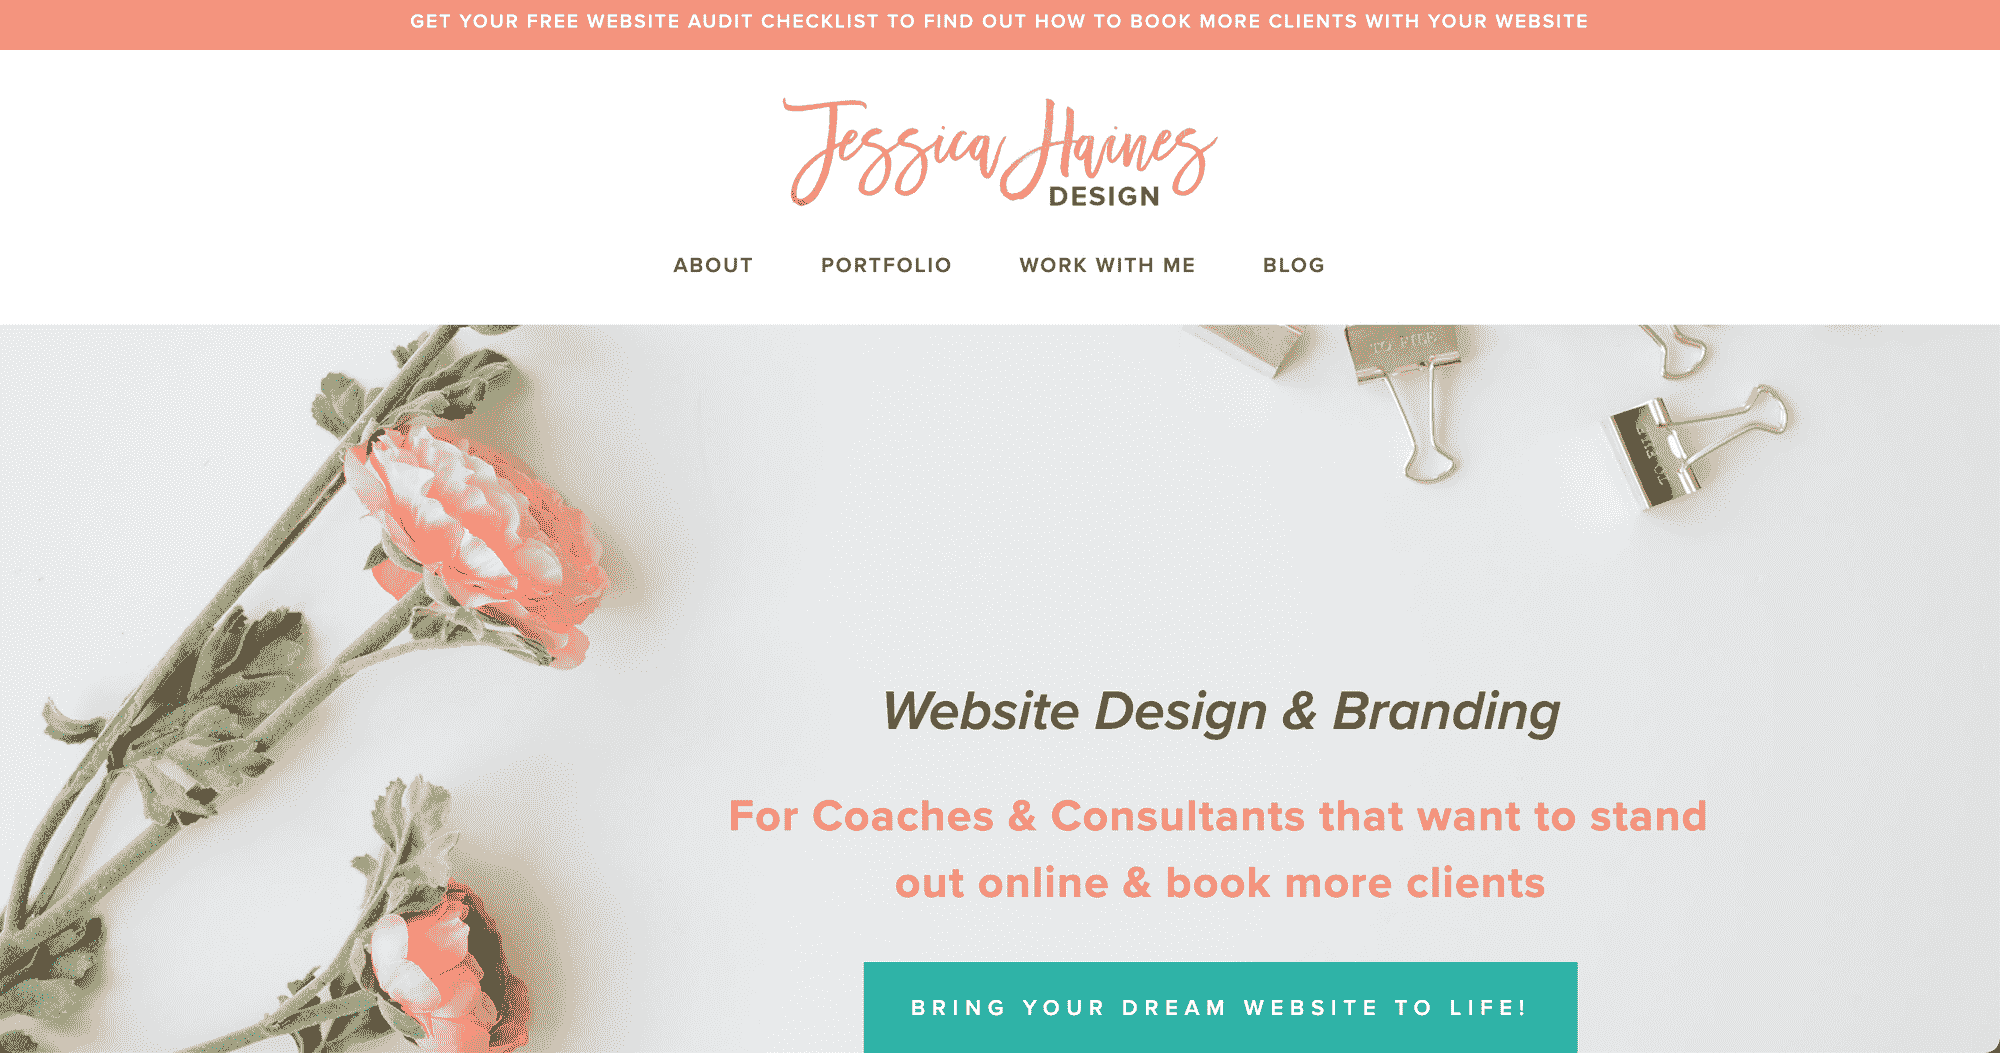 GET YOUR FREE WEBSITE AUDIT CHECKLIST TO FIND OUT HOW TO BOOK MORE CLIENTS WITH YOUR WEBSITE
Jessica Haines
DESIGN
ABOUT PORTFOLIO WORK WITH ME BLOG
TO FILE
TO FILE
Website Design & Branding
For Coaches & Consultants that want to stand
out online & book more clients
BRING YOUR DREAM WEBSITE TO LIFE!